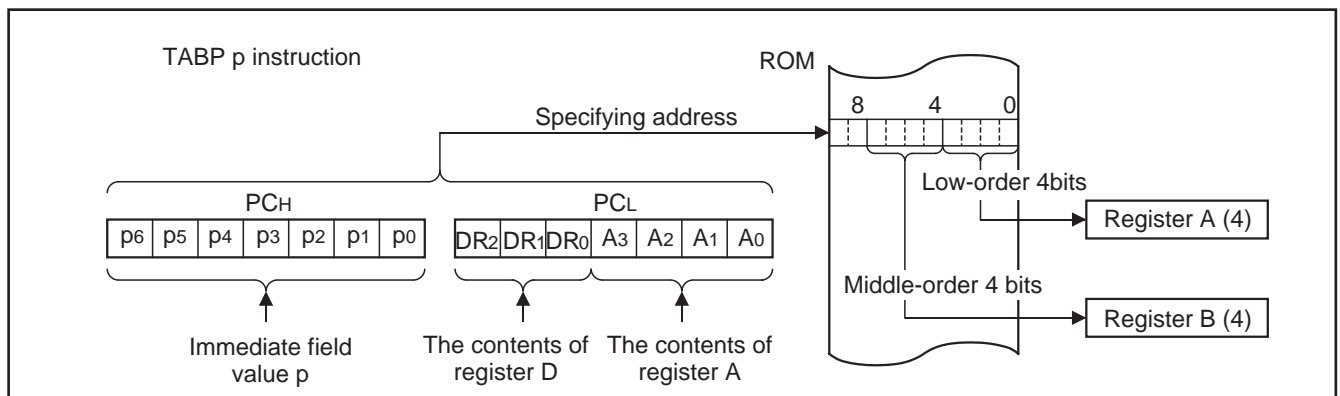 TABP p instruction
ROM
8 4 0
Specifying address
Low-order 4bits
PCH PCL
p6 p5 p4 p3 p2 p1 p0 DR2 DR1 DR0 A3 A2 A1 A0
Register A (4)
Middle-order 4 bits
Register B (4)
Immediate field
value p
The contents of
register D
The contents of
register A